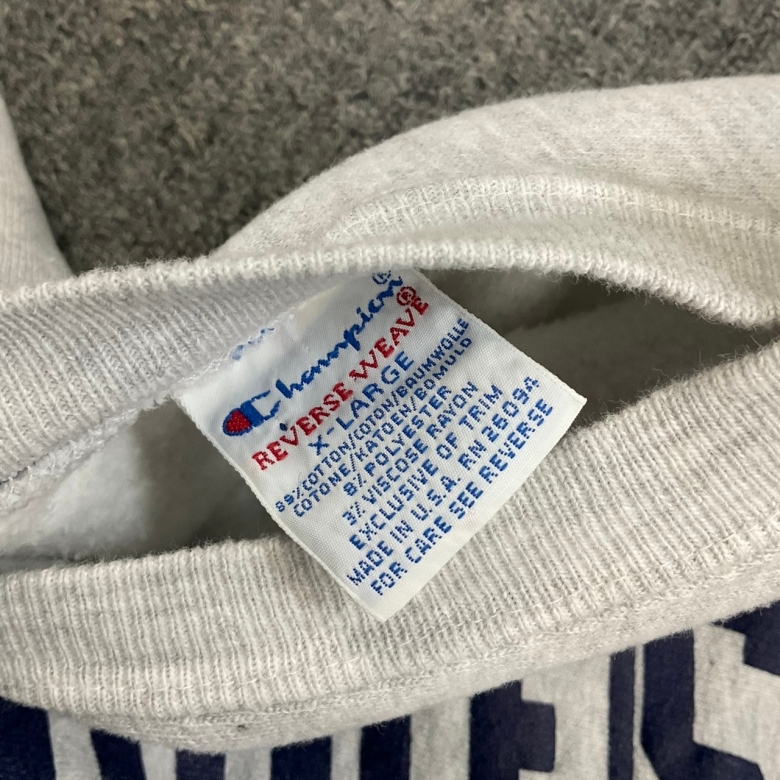 Champion®
REVERSE WEAVE®
X-LARGE
89%COTTON/COTON/BAUMWOLLE
COTONE/KATOEN/BOMULD
8% POLYESTER
3% VISCOSE RAYON
EXCLUSIVE OF TRIM
MADE IN U.S.A. RN 26094
FOR CARE SEE REVERSE